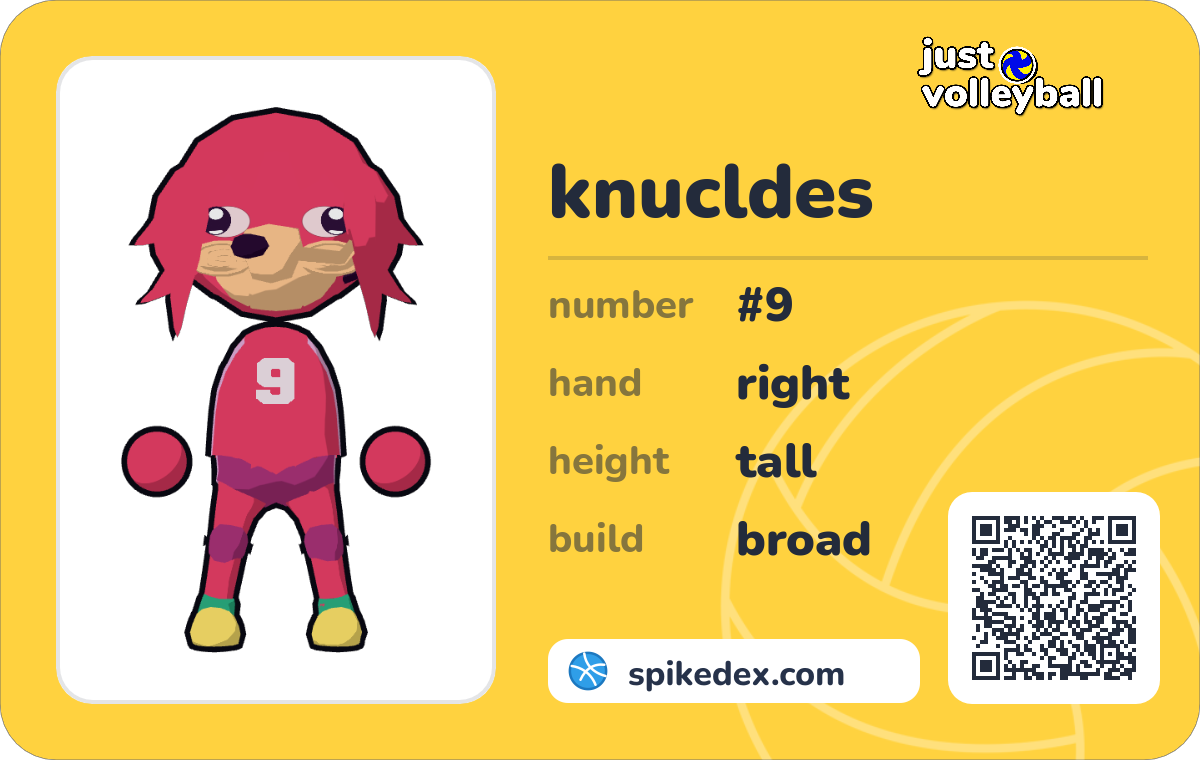 just
volleyball
knucldes
number #9
hand right
height tall
build broad
9
spikedex.com